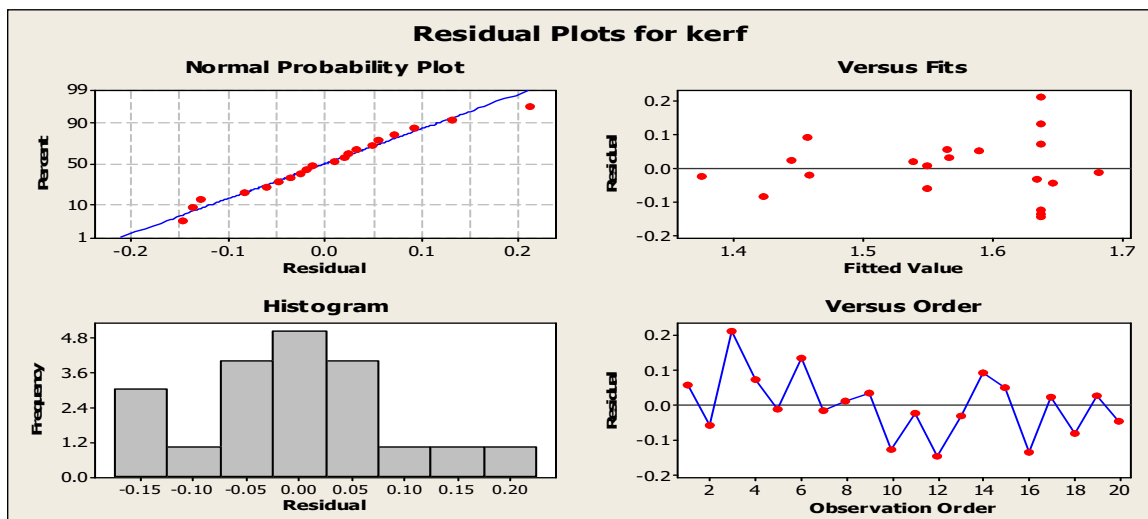 Residual Plots for kerf
Normal Probability Plot
99
90
50
10
1
Percent
-0.2 -0.1 0.0 0.1 0.2
Residual
Versus Fits
0.2
0.1
0.0
-0.1
-0.2
Residual
1.4 1.5 1.6 1.7
Fitted Value
Histogram
4.8
3.6
2.4
1.2
0.0
Frequency
-0.15 -0.10 -0.05 0.00 0.05 0.10 0.15 0.20
Residual
Versus Order
0.2
0.1
0.0
-0.1
-0.2
Residual
2 4 6 8 10 12 14 16 18 20
Observation Order